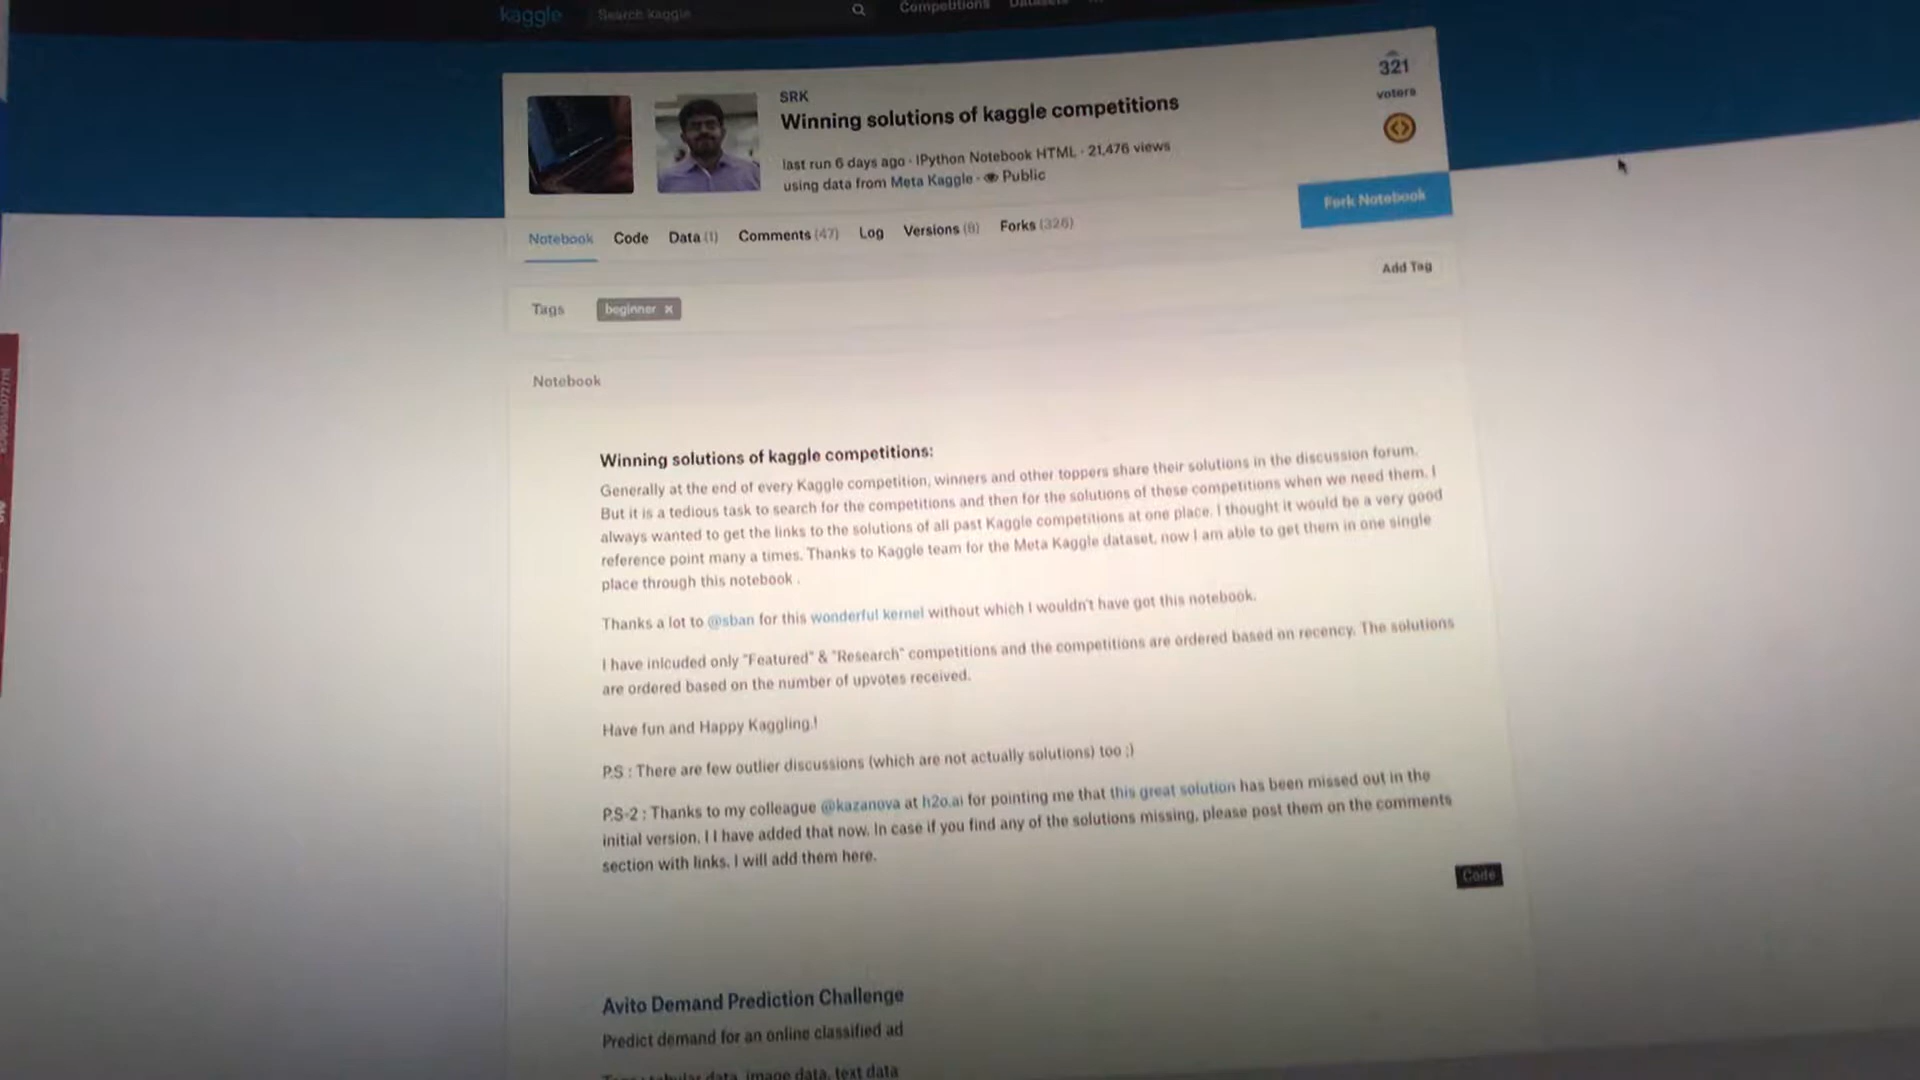 kaggle
Search kaggle
Competitions
Datasets
SRK
Winning solutions of kaggle competitions
last run 6 days ago · IPython Notebook HTML · 21,476 views
using data from Meta Kaggle · Public
321
voters
Fork Notebook
Notebook Code Data (1) Comments (47) Log Versions (8) Forks (326)
Add Tag
Tags beginner ×
Notebook
Winning solutions of kaggle competitions:
Generally at the end of every Kaggle competition, winners and other toppers share their solutions in the discussion forum.
But it is a tedious task to search for the competitions and then for the solutions of these competitions when we need them. I
always wanted to get the links to the solutions of all past Kaggle competitions at one place. I thought it would be a very good
reference point many a times. Thanks to Kaggle team for the Meta Kaggle dataset, now I am able to get them in one single
place through this notebook .
Thanks a lot to @sban for this wonderful kernel without which I wouldn't have got this notebook.
I have inlcuded only "Featured" & "Research" competitions and the competitions are ordered based on recency. The solutions
are ordered based on the number of upvotes received.
Have fun and Happy Kaggling.!
P.S : There are few outlier discussions (which are not actually solutions) too ;)
P.S-2 : Thanks to my colleague @kazanova at h2o.ai for pointing me that this great solution has been missed out in the
initial version. I I have added that now. In case if you find any of the solutions missing, please post them on the comments
section with links. I will add them here.
Code
Avito Demand Prediction Challenge
Predict demand for an online classified ad
tabular data, image data, text data